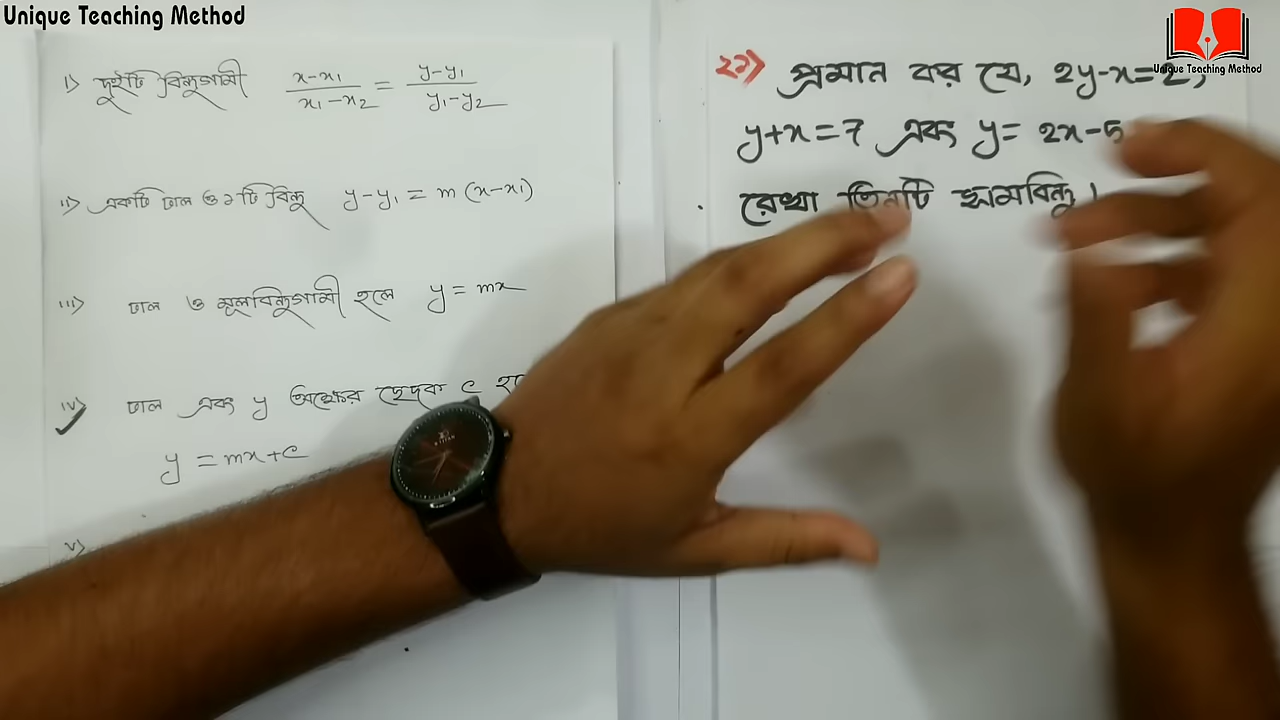 Unique Teaching Method
i) দুইটি বিন্দুগামী x-x₁/x₁-x₂ = y-y₁/y₁-y₂
ii) একটি ঢাল ও ১টি বিন্দু y-y₁ = m(x-x₁)
iii) ঢাল ও মূলবিন্দুগামী হলে y = mx
iv) ঢাল এবং y অক্ষের ছেদক c
y = mx+c
v)
Unique Teaching Method
২১) প্রমান কর যে, 2y-x=2,
y+x=7 এবং y= 2x-5
রেখা তিনটি সমবিন্দু।